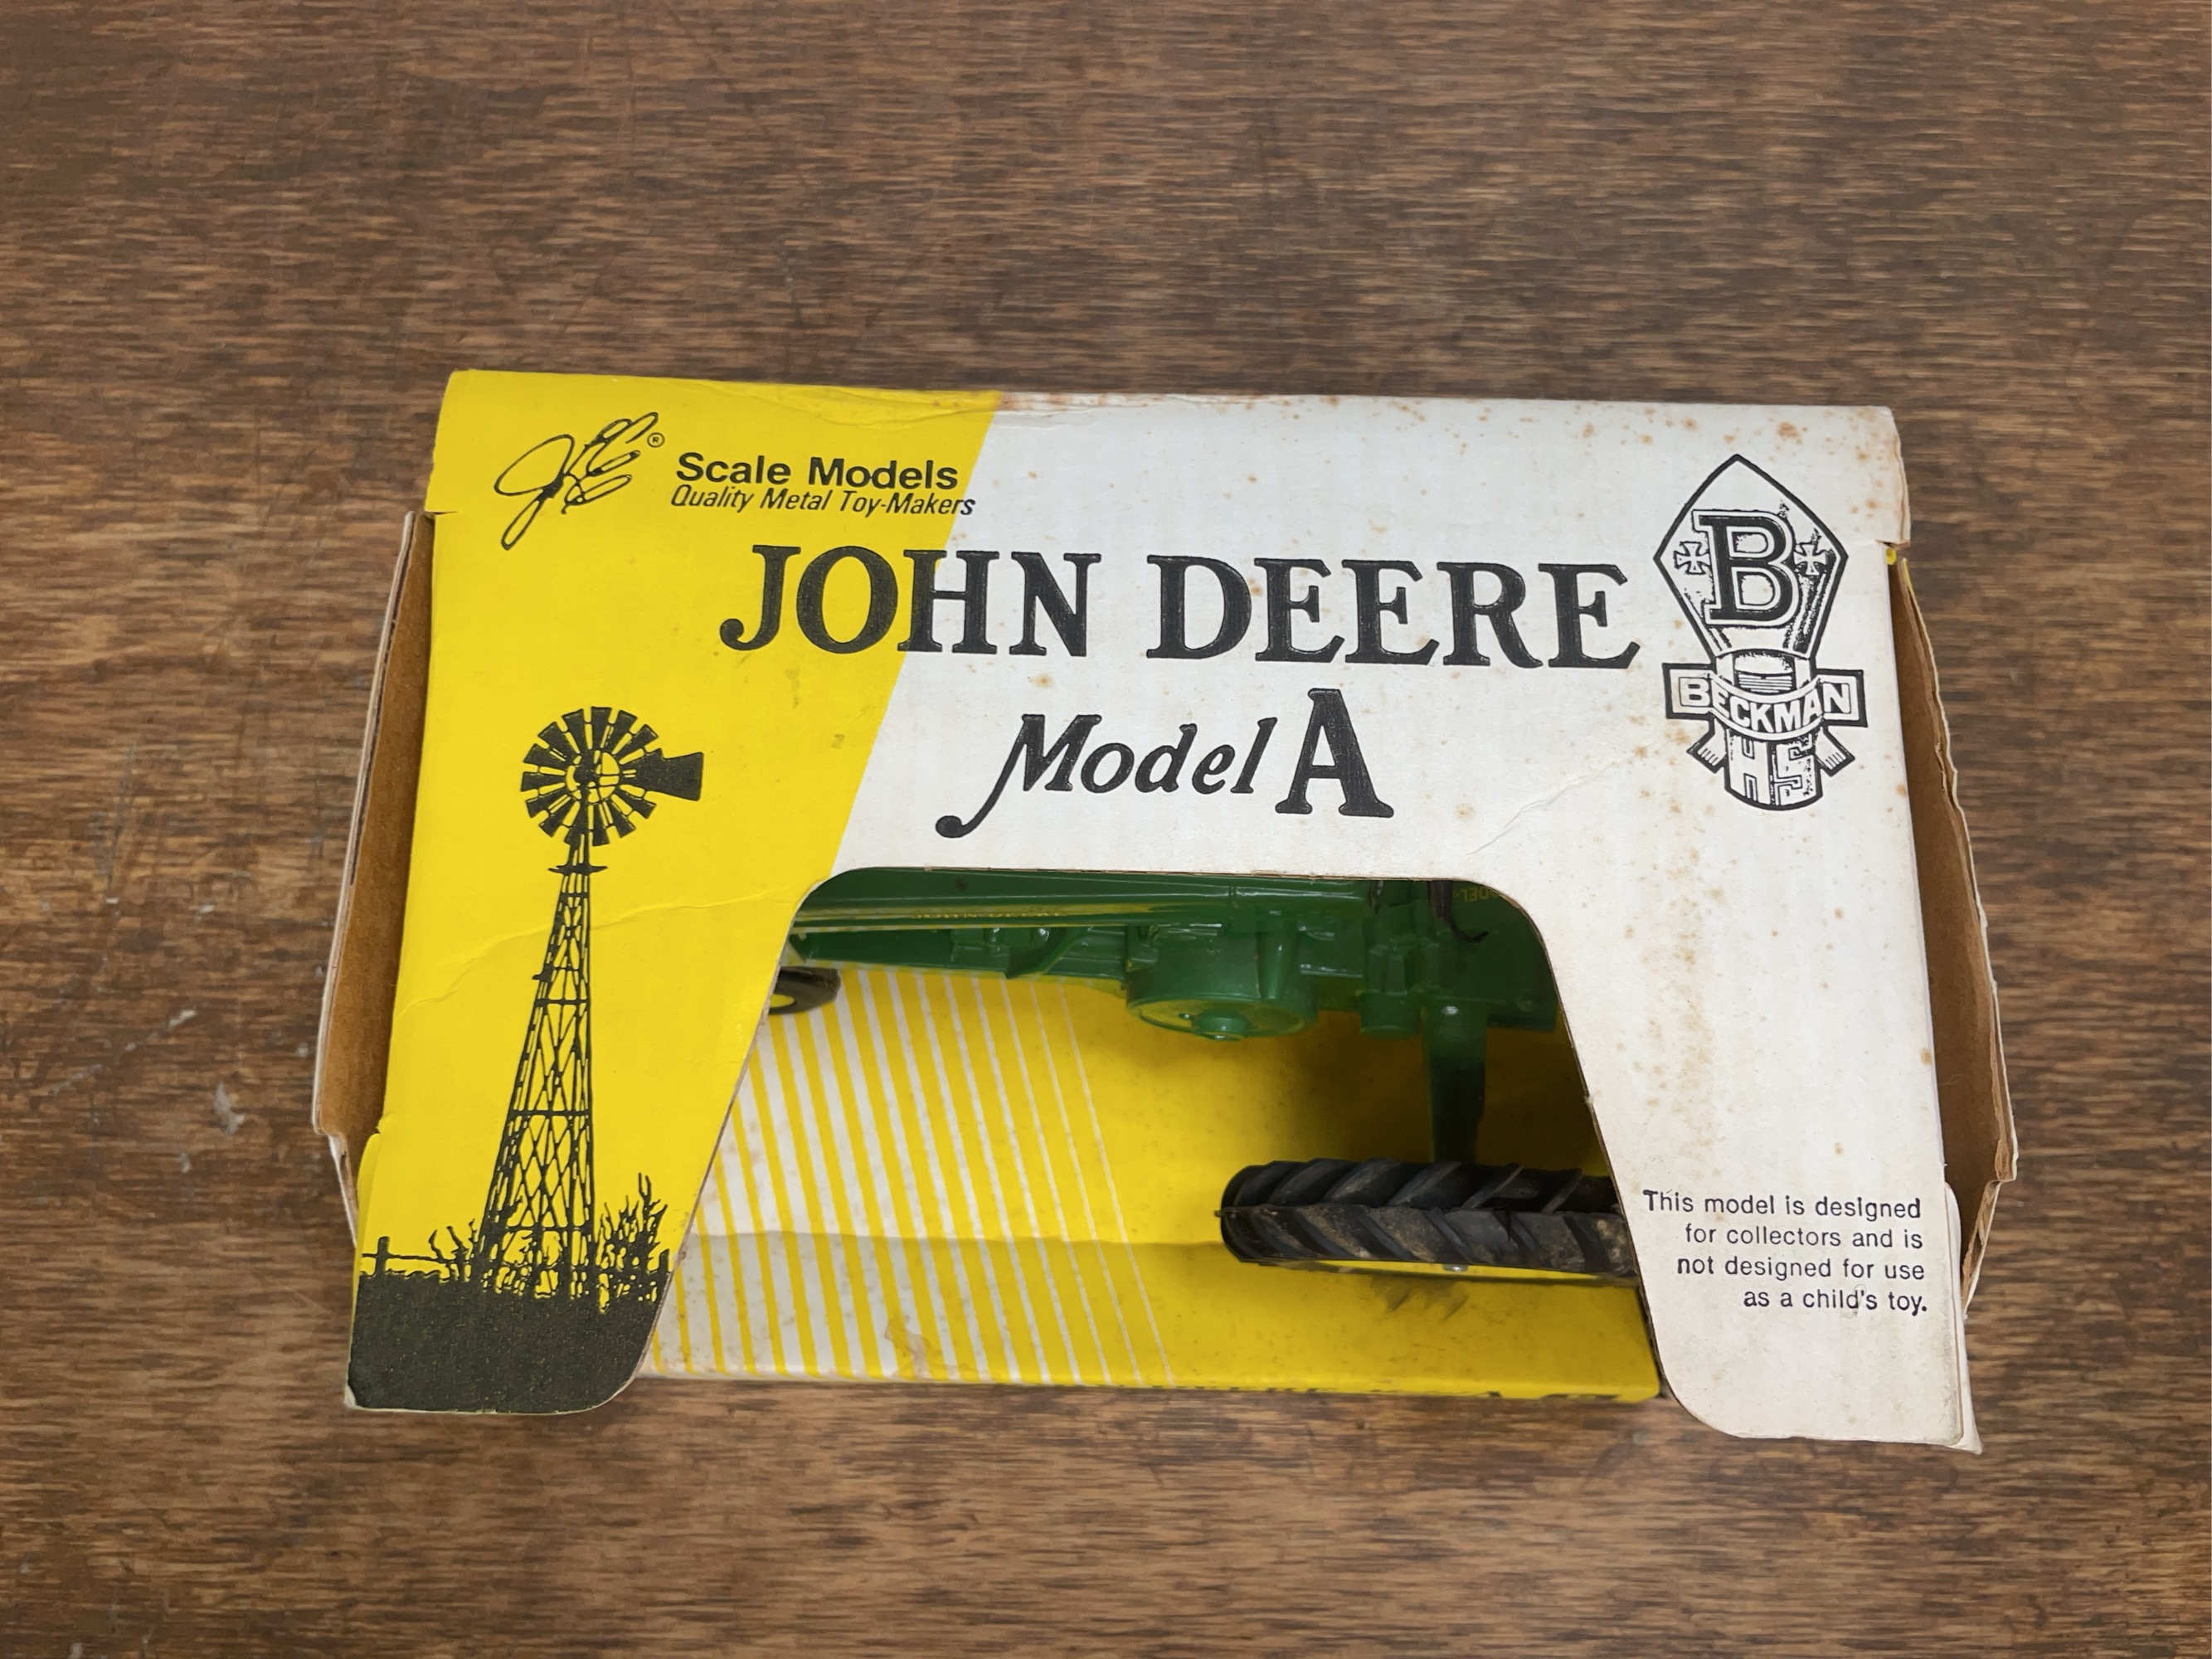 JLE®
Scale Models
Quality Metal Toy-Makers
JOHN DEERE
Model A
B
BECKMAN
HS
This model is designed
for collectors and is
not designed for use
as a child's toy.